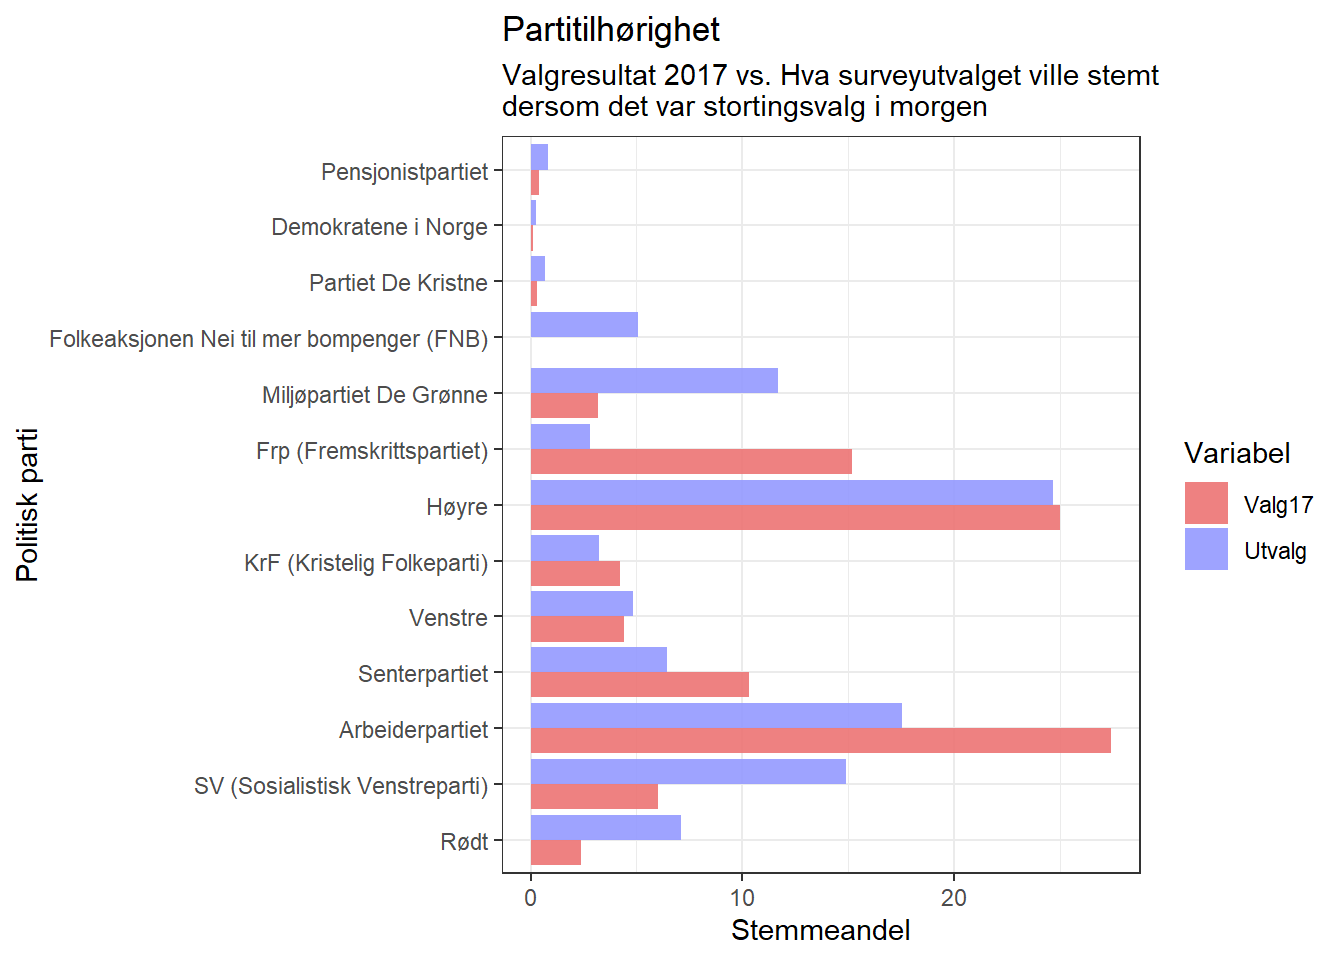 Partitilhørighet
Valgresultat 2017 vs. Hva surveyutvalget ville stemt
dersom det var stortingsvalg i morgen
Politisk parti
Pensjonistpartiet
Demokratene i Norge
Partiet De Kristne
Folkeaksjonen Nei til mer bompenger (FNB)
Miljøpartiet De Grønne
Frp (Fremskrittspartiet)
Høyre
KrF (Kristelig Folkeparti)
Venstre
Senterpartiet
Arbeiderpartiet
SV (Sosialistisk Venstreparti)
Rødt
0 10 20
Stemmeandel
Variabel
Valg17
Utvalg